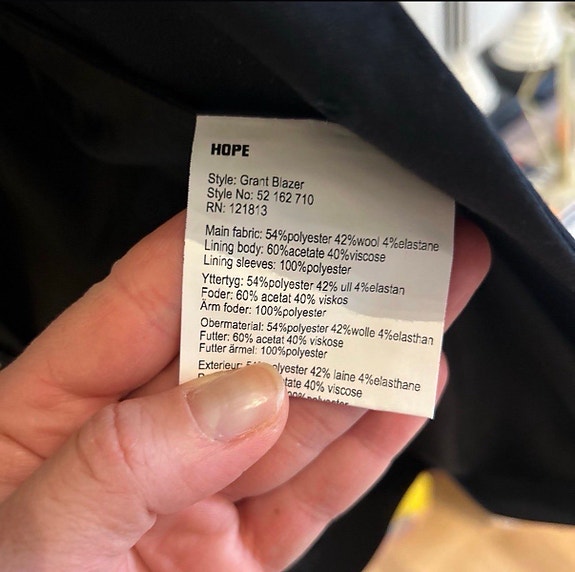 HOPE
Style: Grant Blazer
Style No: 52 162 710
RN: 121813
Main fabric: 54%polyester 42%wool 4%elastane
Lining body: 60%acetate 40%viscose
Lining sleeves: 100%polyester
Yttertyg: 54%polyester 42% ull 4%elastan
Foder: 60% acetat 40% viskos
Ärm foder: 100%polyester
Obermaterial: 54%polyester 42%wolle 4%elasthan
Futter: 60% acetat 40% viskose
Futter ärmel: 100%polyester
Exterieur: 42% laine 4%elasthane
40% viscose